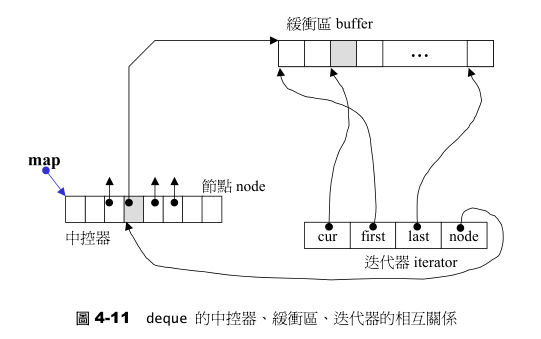 緩衝區 buffer
...
map
節點 node
中控器
cur first last node
迭代器 iterator
圖 4-11 deque 的中控器、緩衝區、迭代器的相互關係